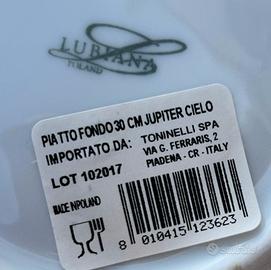 LUBIANA
POLAND
PIATTO FONDO 30 CM JUPITER CIELO
IMPORTATO DA: TONINELLI SPA
VIA G. FERRARIS, 2
PIADENA - CR - ITALY
LOT 102017
MADE IN POLAND
8 010415 123623
subito